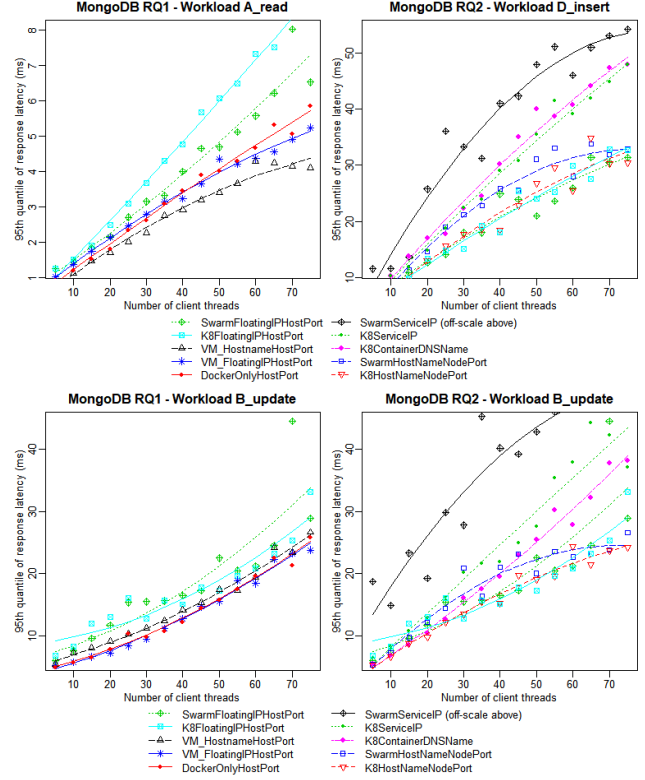 MongoDB RQ1 - Workload A_read
95th quantile of response latency (ms)
1 2 3 4 5 6 7 8
10 20 30 40 50 60 70
Number of client threads
MongoDB RQ2 - Workload D_insert
95th quantile of response latency (ms)
10 20 30 40 50
10 20 30 40 50 60 70
Number of client threads
SwarmFloatingIPHostPort
K8FloatingIPHostPort
VM_HostnameHostPort
VM_FloatingIPHostPort
DockerOnlyHostPort
SwarmServiceIP (off-scale above)
K8ServiceIP
K8ContainerDNSName
SwarmHostNameNodePort
K8HostNameNodePort
MongoDB RQ1 - Workload B_update
95th quantile of response latency (ms)
10 20 30 40
10 20 30 40 50 60 70
Number of client threads
MongoDB RQ2 - Workload B_update
95th quantile of response latency (ms)
10 20 30 40
10 20 30 40 50 60 70
Number of client threads
SwarmFloatingIPHostPort
K8FloatingIPHostPort
VM_HostnameHostPort
VM_FloatingIPHostPort
DockerOnlyHostPort
SwarmServiceIP (off-scale above)
K8ServiceIP
K8ContainerDNSName
SwarmHostNameNodePort
K8HostNameNodePort